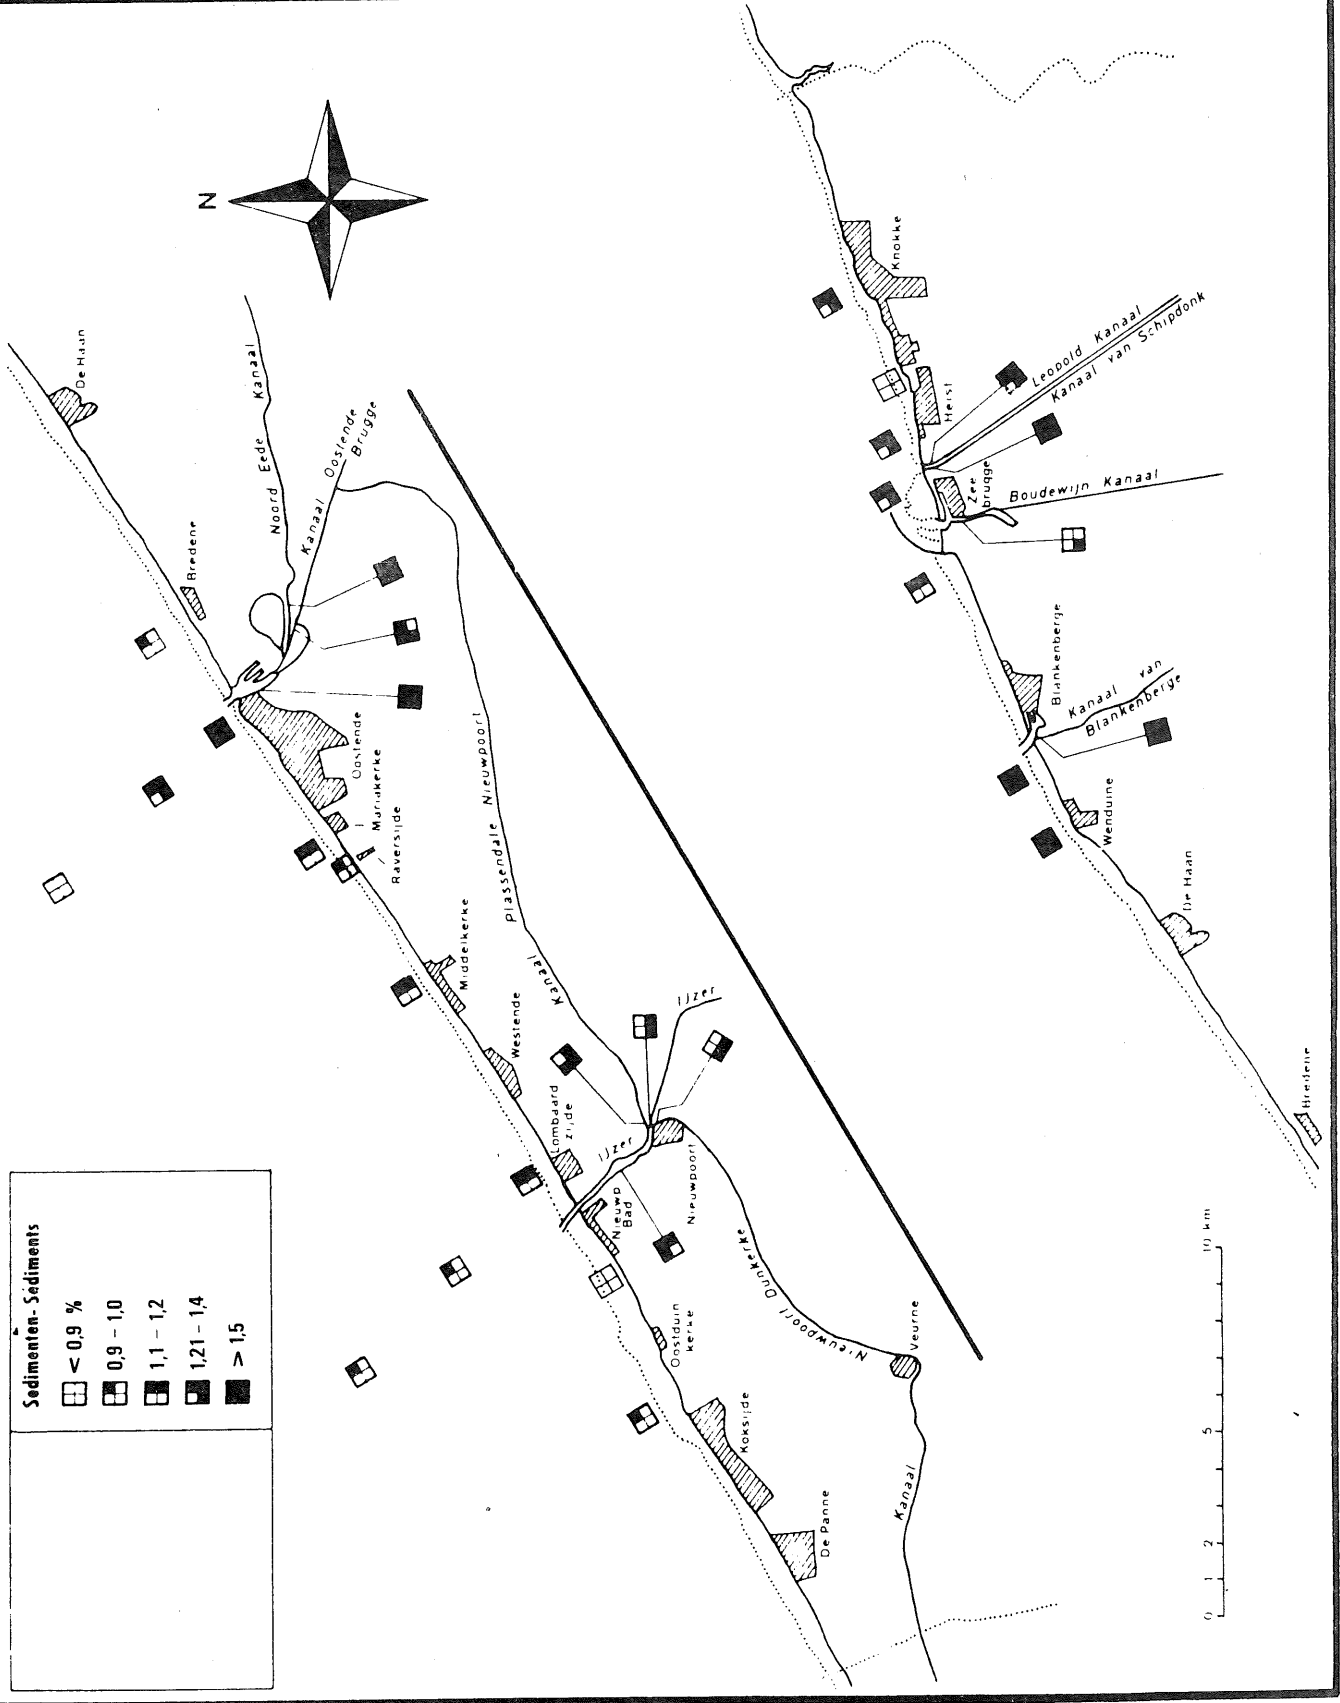 Sedimenten- Sédiments
< 0,9 %
0,9 – 1,0
1,1 – 1,2
1,21 – 1,4
> 1,5
N
De Haan
Bredene
Noord Eede Kanaal
Kanaal Oostende
Brugge
Oostende
Mariakerke
Raversijde
Middelkerke
Westende
Lombaard
zijde
Nieuwp
Bad
IJzer
IJzer
Nieuwpoort
Kanaal Plassendale Nieuwpoort
Oostduin
kerke
Koksijde
De Panne
Veurne
Kanaal Nieuwpoort Dunkerke
Knokke
Heist
Leopold Kanaal
Kanaal van Schipdonk
Zee
brugge
Boudewijn Kanaal
Blankenberge
Kanaal van
Blankenberge
Wenduine
De Haan
Bredene
0 1 2 5 10 km